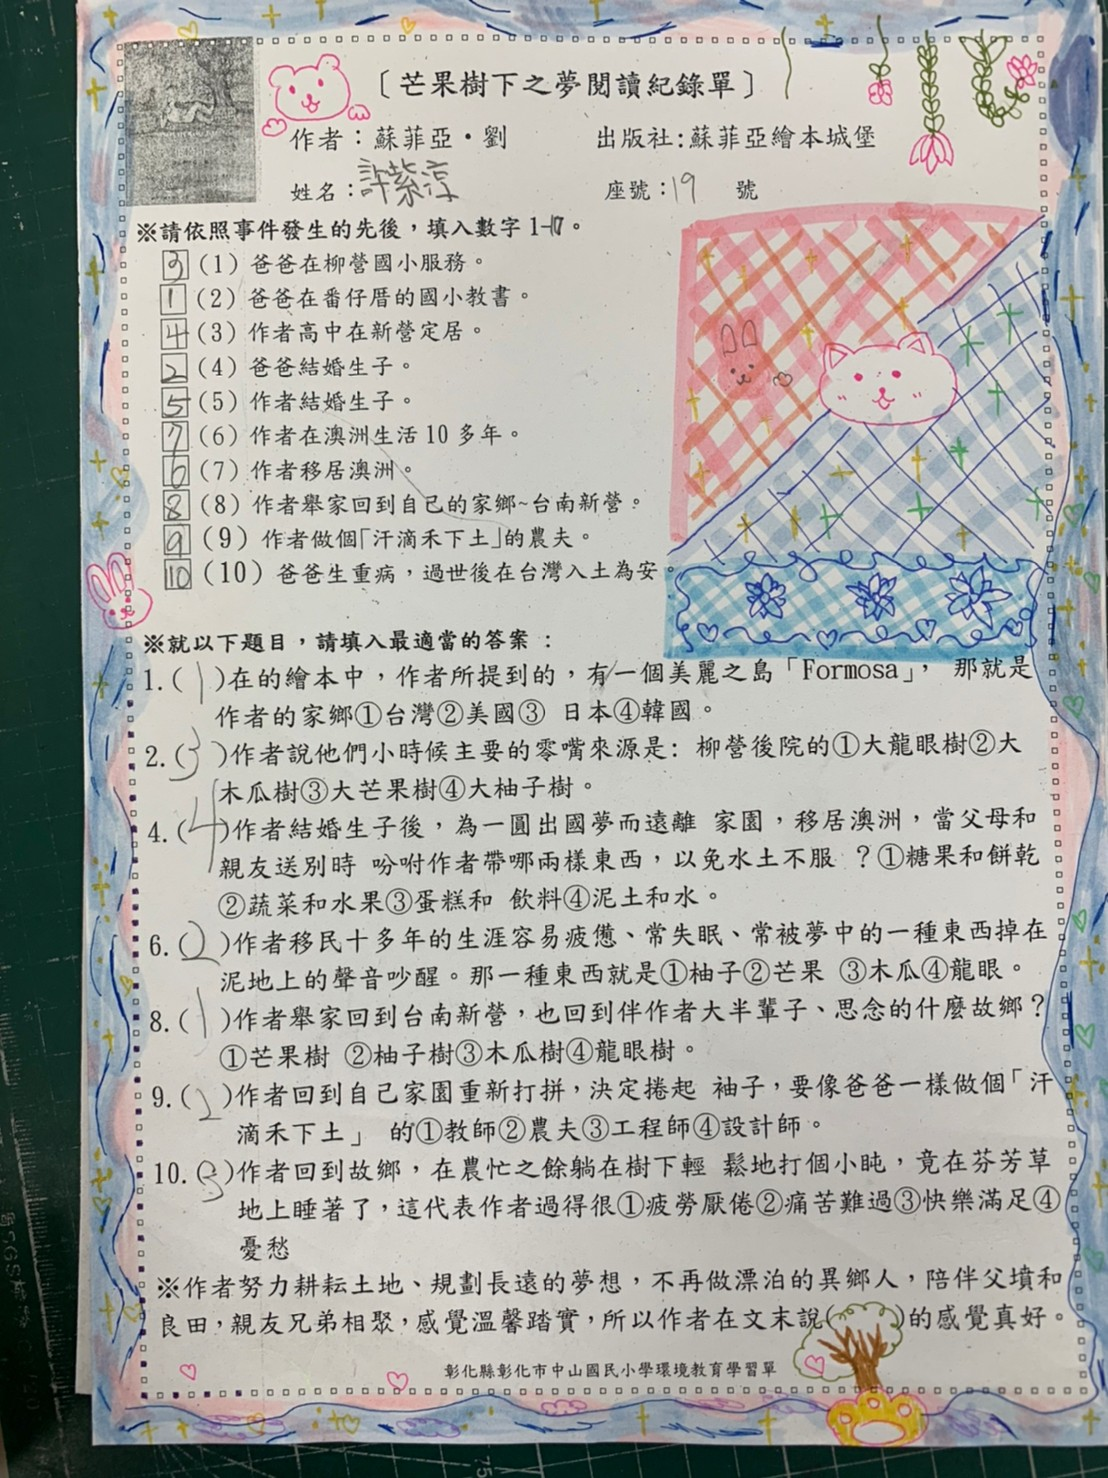 〔芒果樹下之夢閱讀紀錄單〕
作者：蘇菲亞·劉 出版社:蘇菲亞繪本城堡
姓名：許紫淳 座號：19 號
※請依照事件發生的先後，填入數字1-10。
3 (1) 爸爸在柳營國小服務。
1 (2) 爸爸在番仔厝的國小教書。
4 (3) 作者高中在新營定居。
2 (4) 爸爸結婚生子。
5 (5) 作者結婚生子。
7 (6) 作者在澳洲生活10多年。
6 (7) 作者移居澳洲。
8 (8) 作者舉家回到自己的家鄉~台南新營。
9 (9) 作者做個「汗滴禾下土」的農夫。
10 (10) 爸爸生重病，過世後在台灣入土為安。
※就以下題目，請填入最適當的答案：
1.( 1 )在的繪本中，作者所提到的，有一個美麗之島「Formosa」， 那就是
作者的家鄉①台灣②美國③ 日本④韓國。
2.( 3 )作者說他們小時候主要的零嘴來源是: 柳營後院的①大龍眼樹②大
木瓜樹③大芒果樹④大柚子樹。
4.( 4 )作者結婚生子後，為一圓出國夢而遠離 家園，移居澳洲，當父母和
親友送別時 吩咐作者帶哪兩樣東西，以免水土不服 ？①糖果和餅乾
②蔬菜和水果③蛋糕和 飲料④泥土和水。
6.( 2 )作者移民十多年的生涯容易疲憊、常失眠、常被夢中的一種東西掉在
泥地上的聲音吵醒。那一種東西就是①柚子②芒果 ③木瓜④龍眼。
8.( 1 )作者舉家回到台南新營，也回到伴作者大半輩子、思念的什麼故鄉？
①芒果樹 ②柚子樹③木瓜樹④龍眼樹。
9.( 2 )作者回到自己家園重新打拼，決定捲起 袖子，要像爸爸一樣做個「汗
滴禾下土」 的①教師②農夫③工程師④設計師。
10.( 3 )作者回到故鄉，在農忙之餘躺在樹下輕 鬆地打個小盹，竟在芬芳草
地上睡著了，這代表作者過得很①疲勞厭倦②痛苦難過③快樂滿足④
憂愁
※作者努力耕耘土地、規劃長遠的夢想，不再做漂泊的異鄉人，陪伴父墳和
良田，親友兄弟相聚，感覺溫馨踏實，所以作者在文末說( )的感覺真好。
彰化縣彰化市中山國民小學環境教育學習單